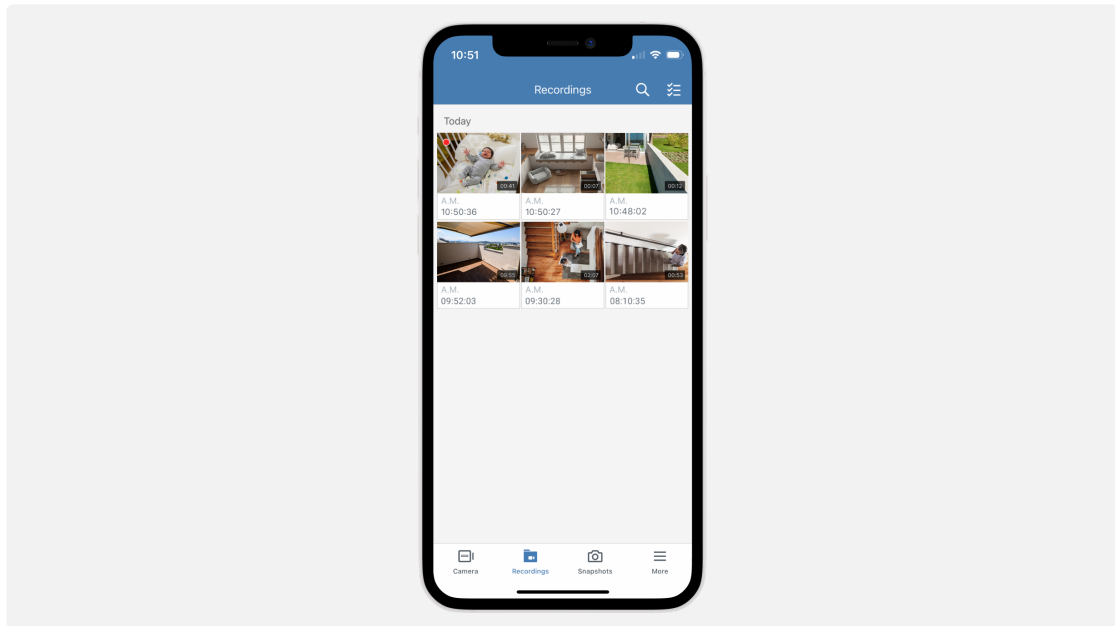 10:51
Recordings
Today
00:41
00:07
00:12
A.M.
10:50:36
A.M.
10:50:27
A.M.
10:48:02
09:55
02:07
00:53
A.M.
09:52:03
A.M.
09:30:28
A.M.
08:10:35
Camera
Recordings
Snapshots
More